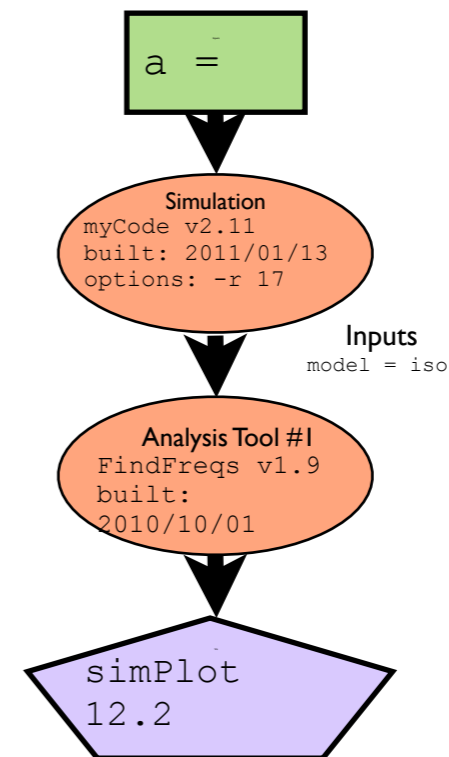 a =
Simulation
myCode v2.11
built: 2011/01/13
options: -r 17
Inputs
model = iso
Analysis Tool #1
FindFreqs v1.9
built:
2010/10/01
simPlot
12.2